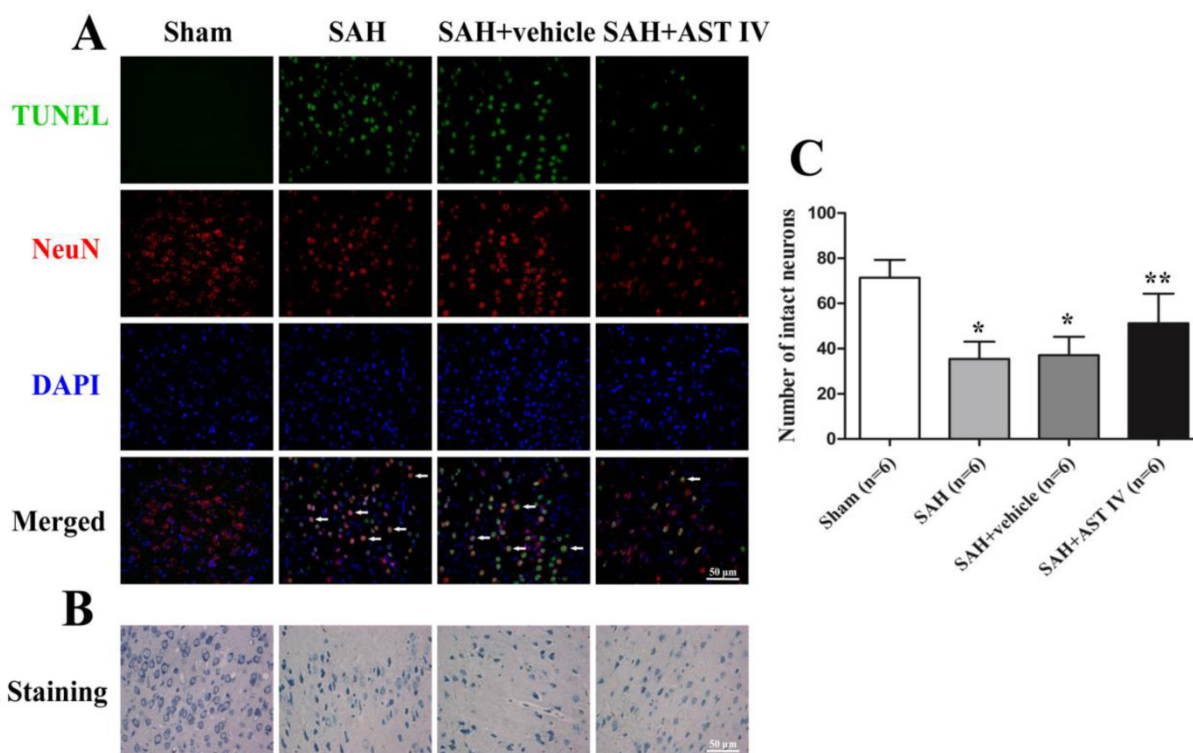 A
Sham SAH SAH+vehicle SAH+AST IV
TUNEL
NeuN
DAPI
Merged
50 µm
B
Staining
50 µm
C
Number of intact neurons
100
80
60
40
20
0
*
*
**
Sham (n=6)
SAH (n=6)
SAH+vehicle (n=6)
SAH+AST IV (n=6)